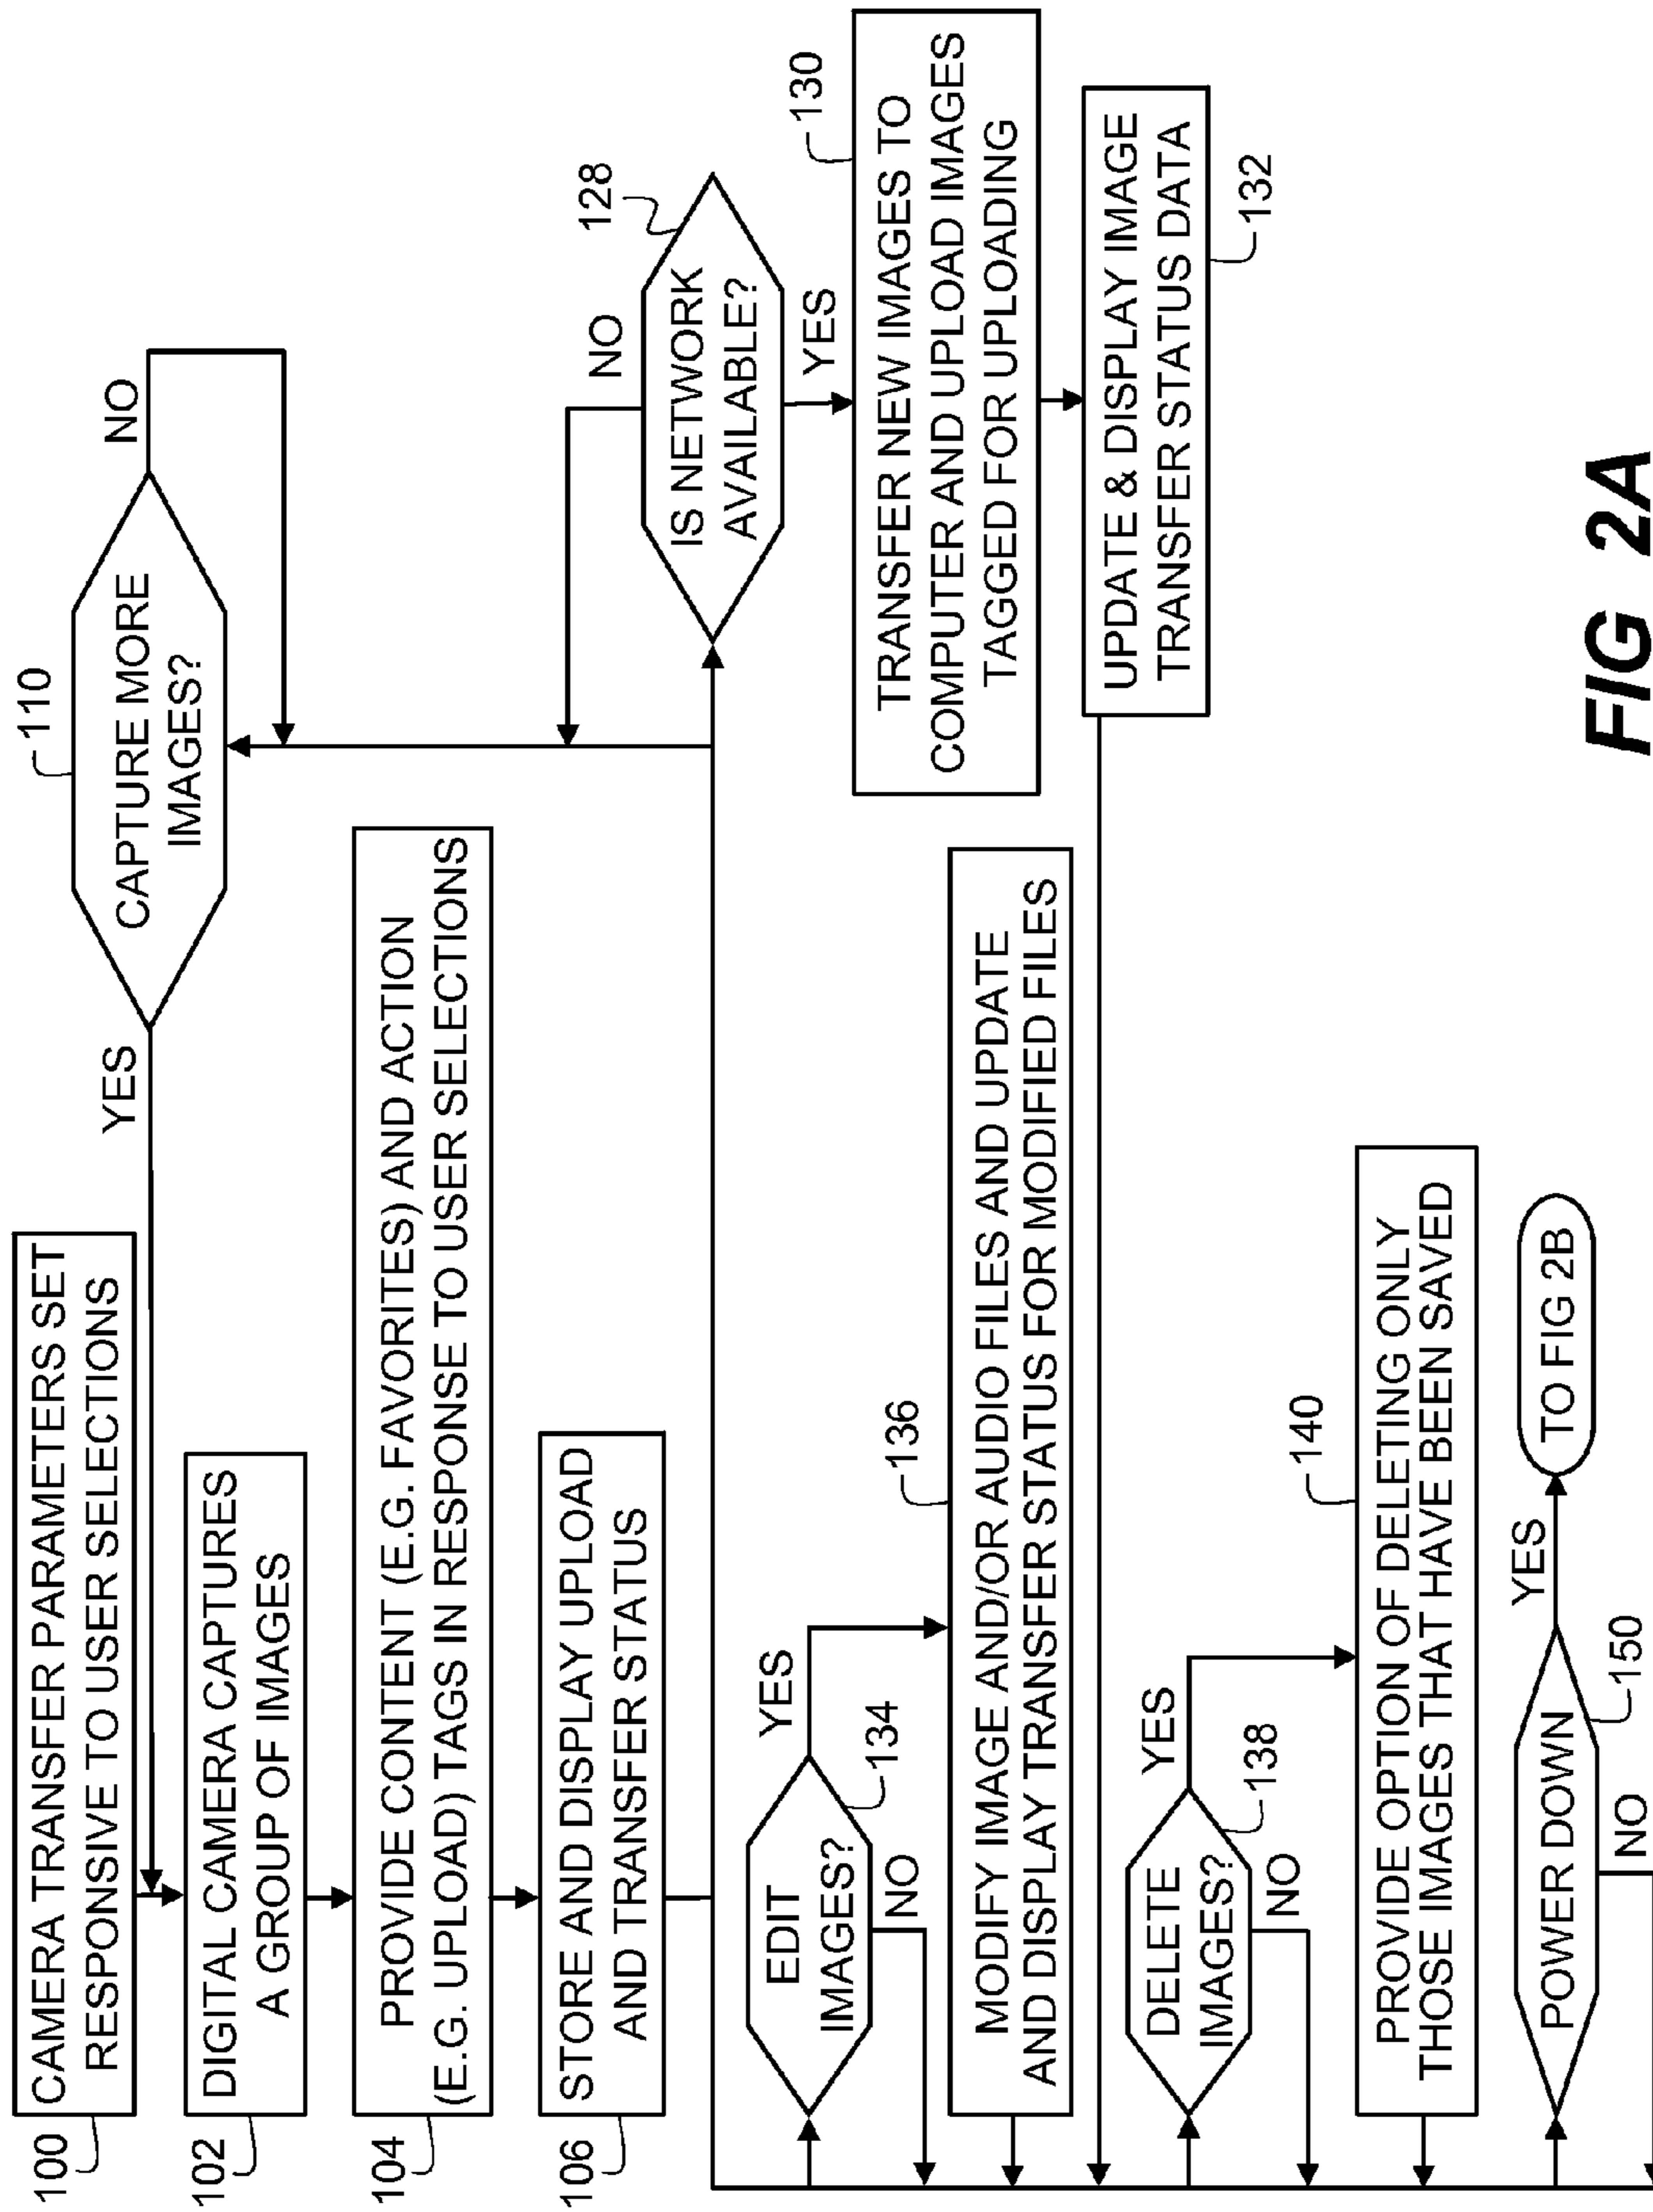 100
CAMERA TRANSFER PARAMETERS SET
RESPONSIVE TO USER SELECTIONS
102
DIGITAL CAMERA CAPTURES
A GROUP OF IMAGES
YES
110
CAPTURE MORE
IMAGES?
NO
104
PROVIDE CONTENT (E.G. FAVORITES) AND ACTION
(E.G. UPLOAD) TAGS IN RESPONSE TO USER SELECTIONS
106
STORE AND DISPLAY UPLOAD
AND TRANSFER STATUS
128
IS NETWORK
AVAILABLE?
NO
YES
130
TRANSFER NEW IMAGES TO
COMPUTER AND UPLOAD IMAGES
TAGGED FOR UPLOADING
UPDATE & DISPLAY IMAGE
TRANSFER STATUS DATA
132
EDIT
IMAGES?
YES
134
NO
136
MODIFY IMAGE AND/OR AUDIO FILES AND UPDATE
AND DISPLAY TRANSFER STATUS FOR MODIFIED FILES
DELETE
IMAGES?
YES
138
NO
140
PROVIDE OPTION OF DELETING ONLY
THOSE IMAGES THAT HAVE BEEN SAVED
POWER DOWN
YES
150
NO
TO FIG 2B
FIG 2A